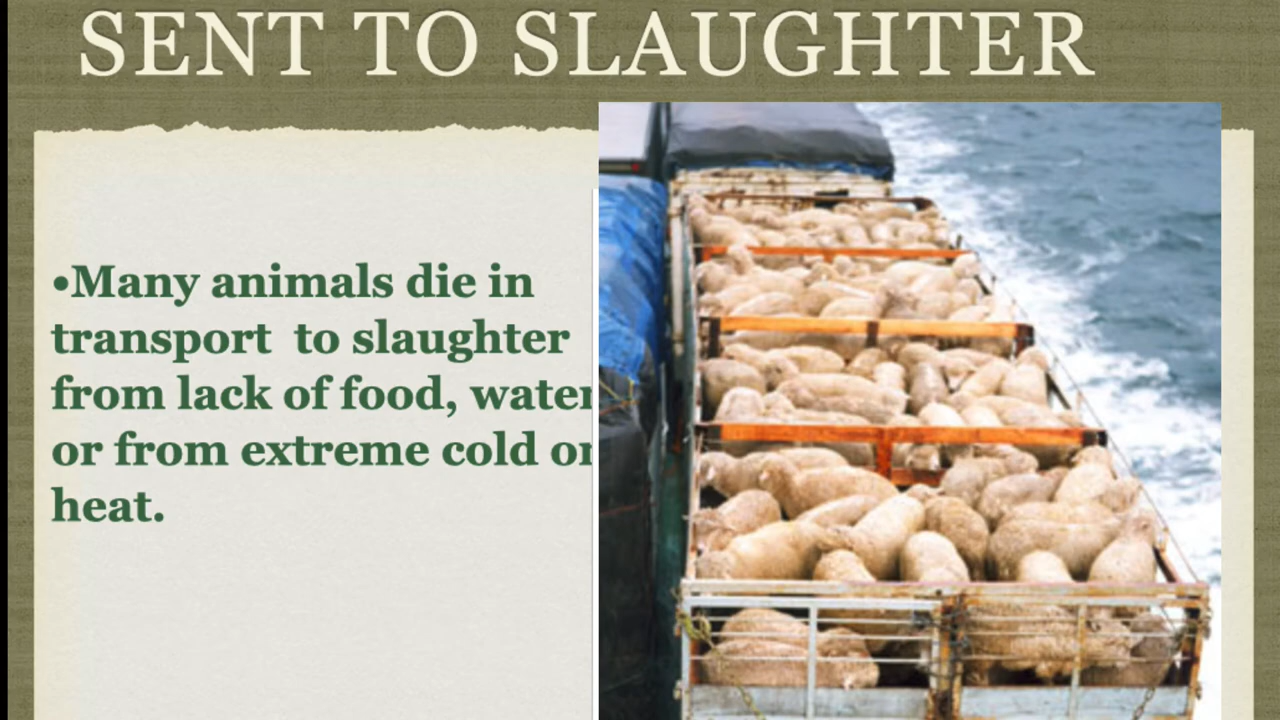 SENT TO SLAUGHTER
•Many animals die in
transport to slaughter
from lack of food, water
or from extreme cold or
heat.